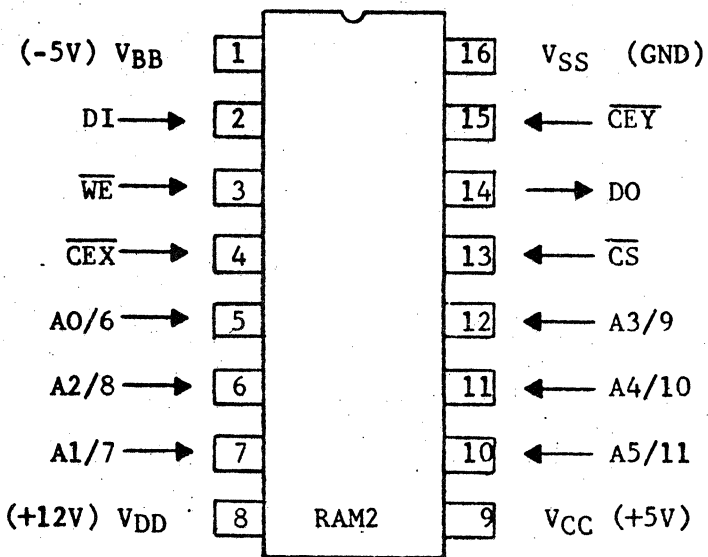 (-5V) VBB 1 16 VSS (GND)
DI 2 15 CEY
WE 3 14 DO
CEX 4 13 CS
A0/6 5 12 A3/9
A2/8 6 11 A4/10
A1/7 7 10 A5/11
(+12V) VDD 8 RAM2 9 VCC (+5V)